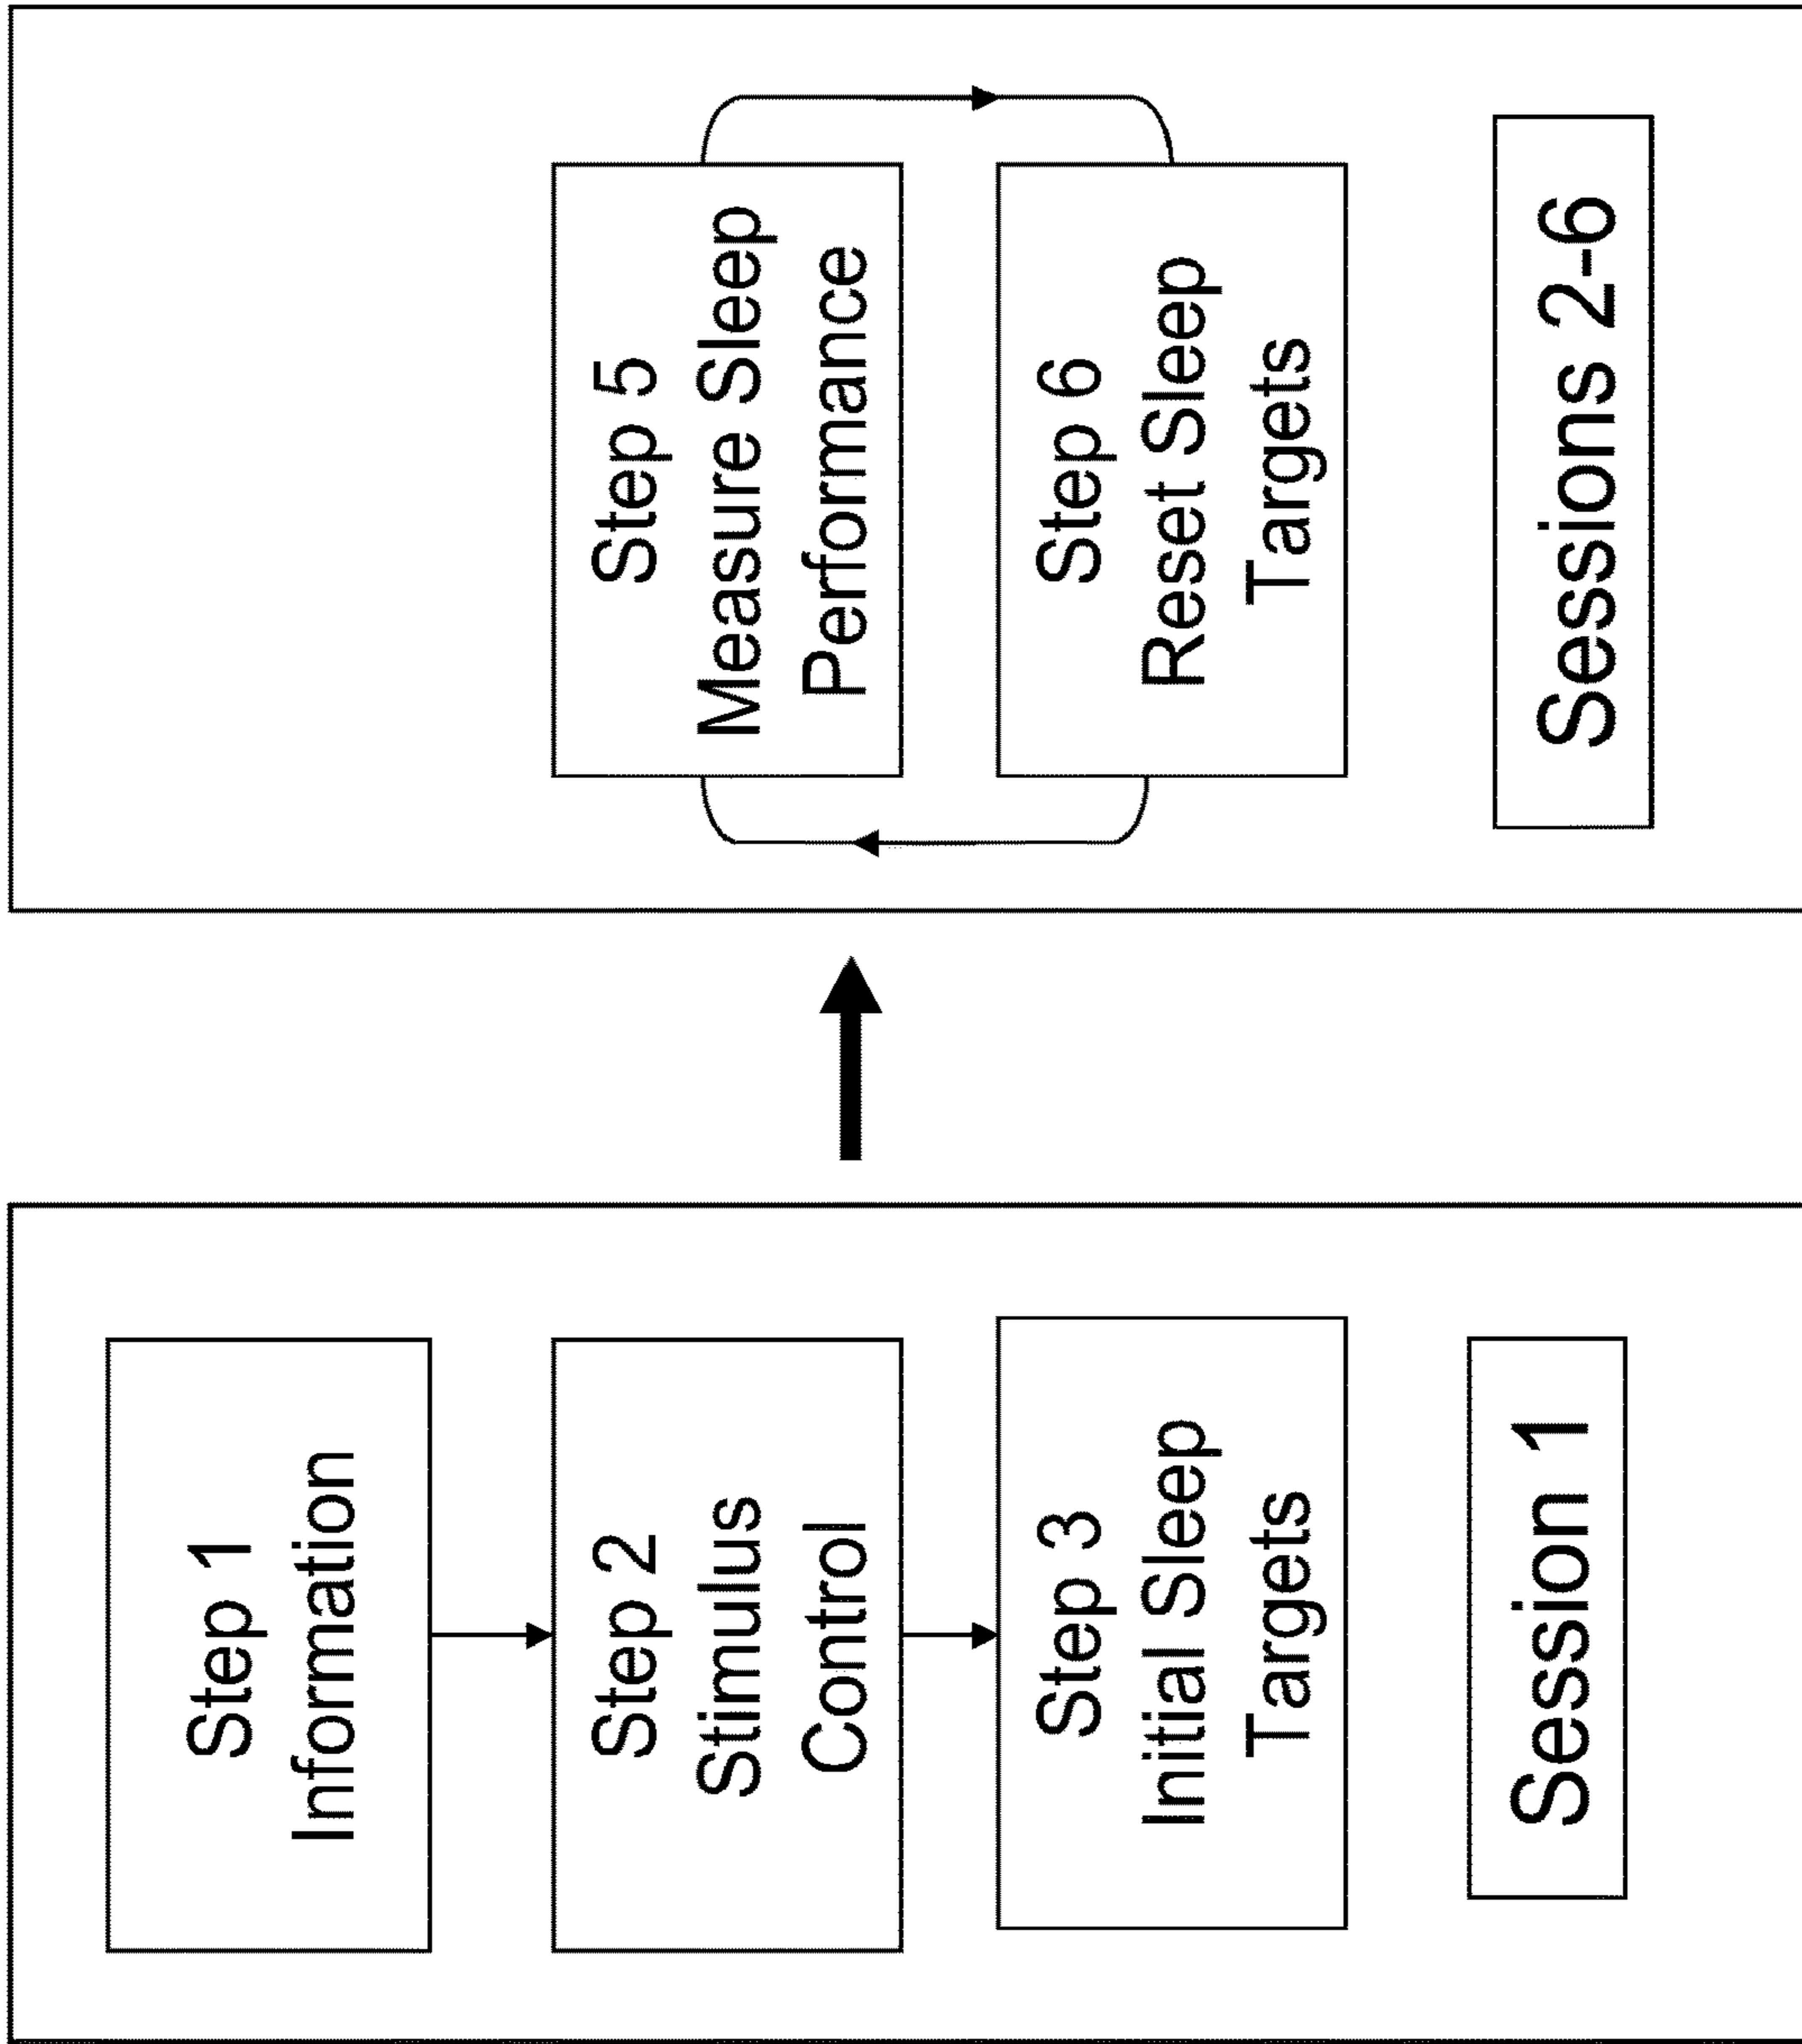 Step 1
Information
Step 2
Stimulus
Control
Step 3
Initial Sleep
Targets
Session 1
Step 5
Measure Sleep
Performance
Step 6
Reset Sleep
Targets
Sessions 2-6